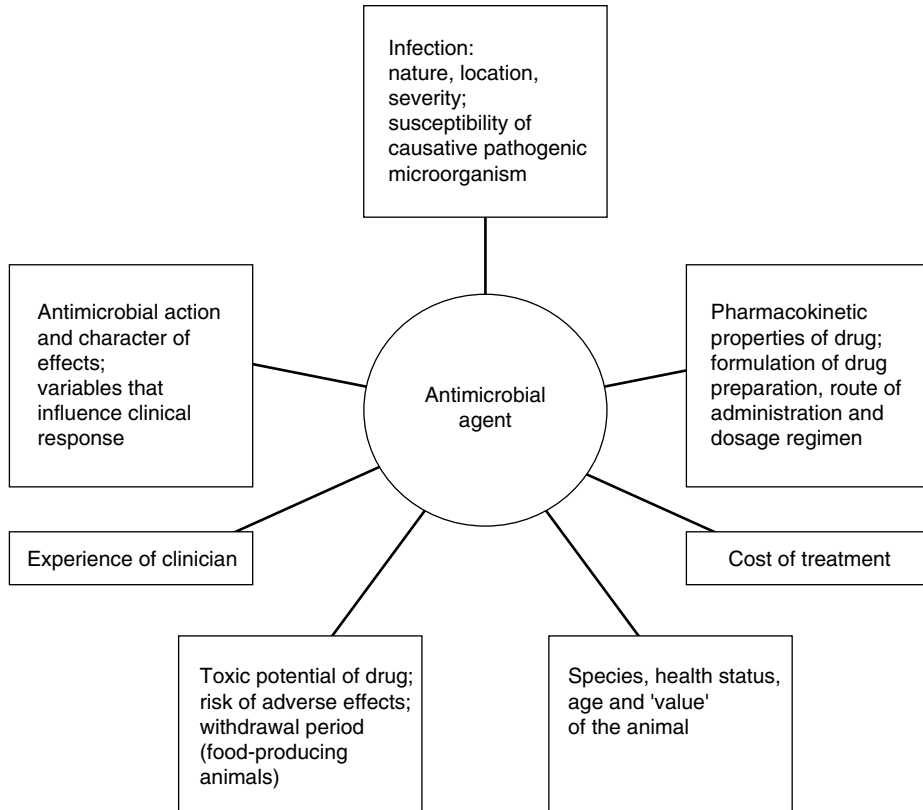 Infection:
nature, location,
severity;
susceptibility of
causative pathogenic
microorganism
Antimicrobial action
and character of
effects;
variables that
influence clinical
response
Antimicrobial
agent
Pharmacokinetic
properties of drug;
formulation of drug
preparation, route of
administration and
dosage regimen
Experience of clinician
Cost of treatment
Toxic potential of drug;
risk of adverse effects;
withdrawal period
(food-producing
animals)
Species, health status,
age and 'value'
of the animal